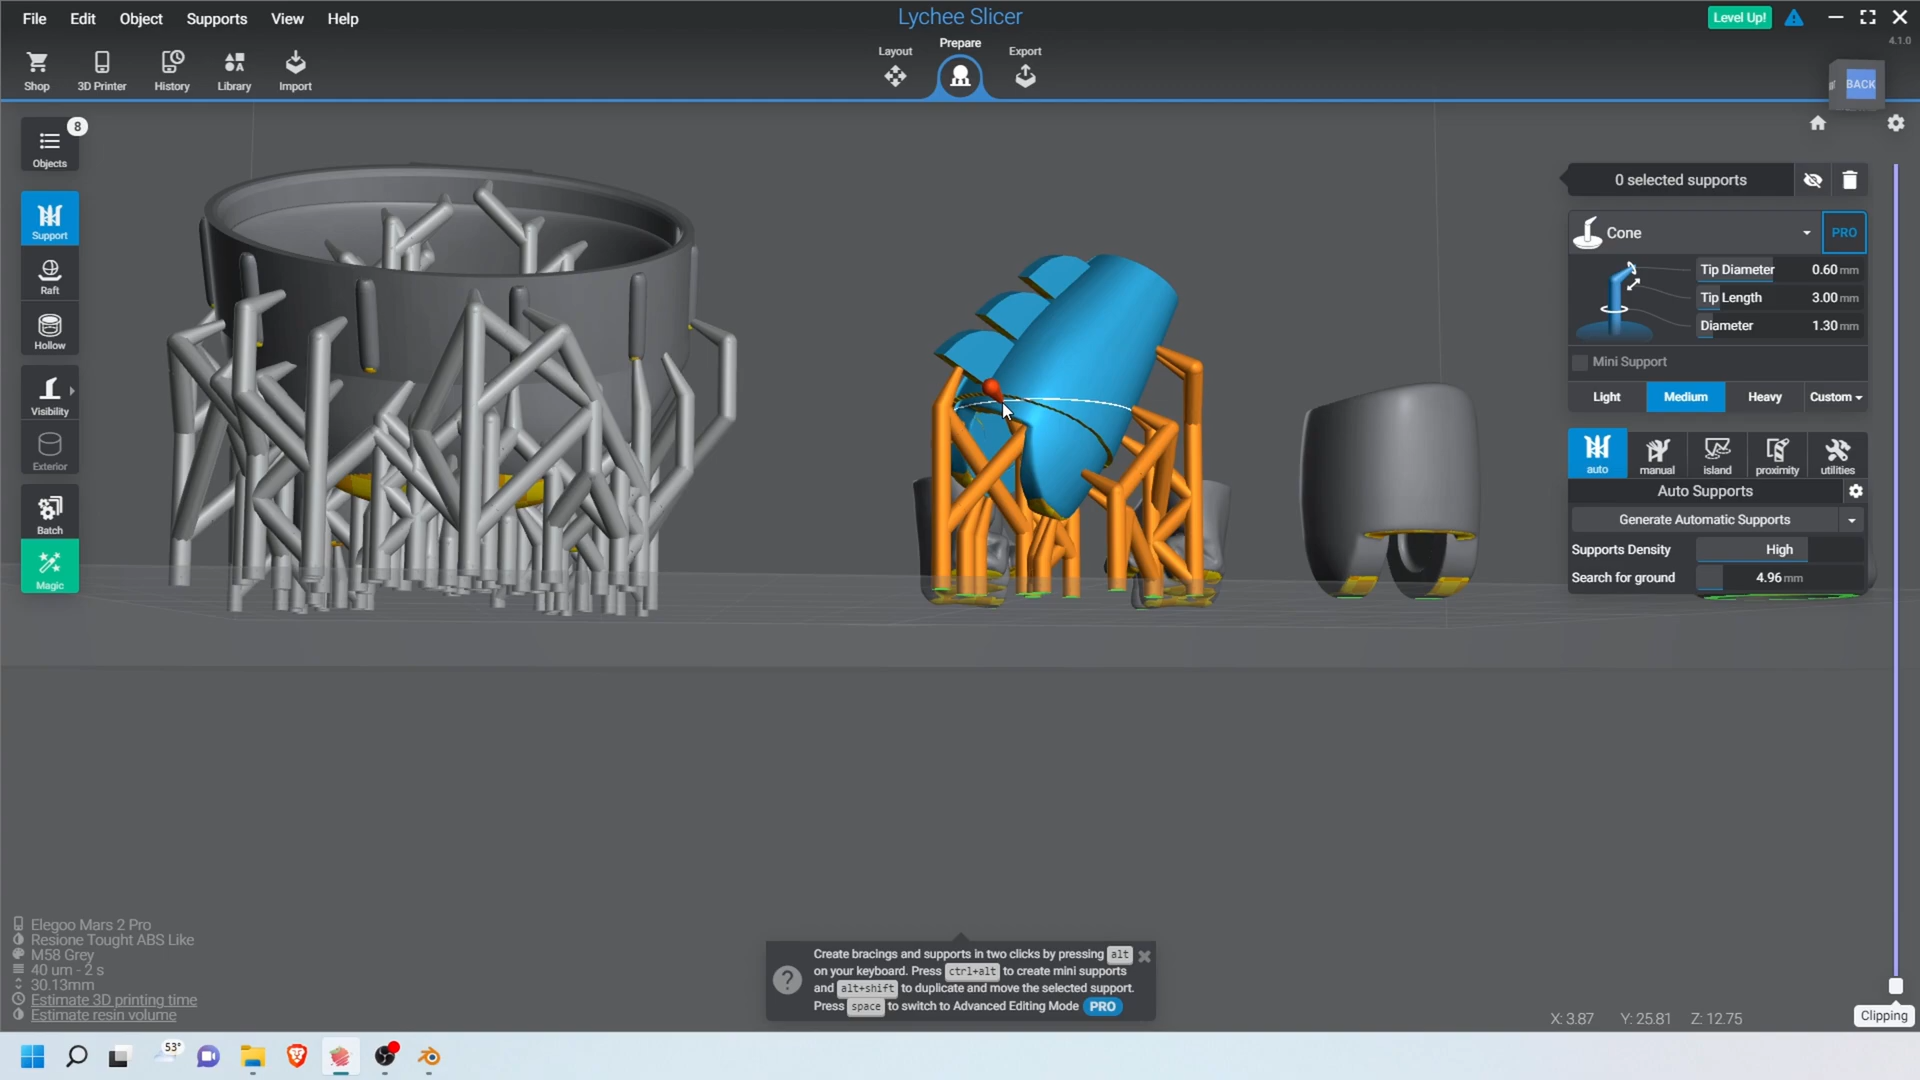 File Edit Object Supports View Help
Lychee Slicer
Level Up!
4.1.0
Shop 3D Printer History Library Import
Layout Prepare Export
BACK
8
Objects
Support
Raft
Hollow
Visibility
Exterior
Batch
Magic
0 selected supports
Cone PRO
Tip Diameter 0.60 mm
Tip Length 3.00 mm
Diameter 1.30 mm
Mini Support
Light Medium Heavy Custom
auto manual island proximity utilities
Auto Supports
Generate Automatic Supports
Supports Density High
Search for ground 4.96 mm
Elegoo Mars 2 Pro
Resione Tought ABS Like
M58 Grey
40 um - 2 s
30.13mm
Estimate 3D printing time
Estimate resin volume
Create bracings and supports in two clicks by pressing alt
on your keyboard. Press ctrl+alt to create mini supports
and alt+shift to duplicate and move the selected support.
Press space to switch to Advanced Editing Mode PRO
X: 3.87 Y: 25.81 Z: 12.75
Clipping
53°